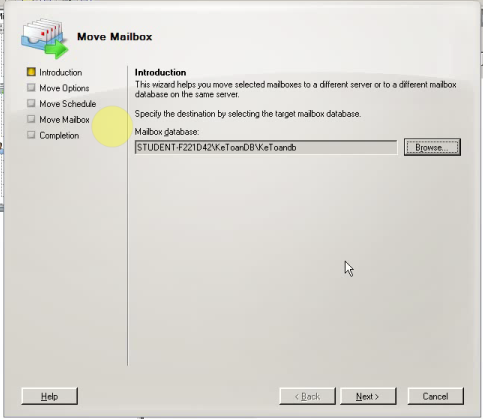 Move Mailbox
Introduction
Move Options
Move Schedule
Move Mailbox
Completion
Introduction
This wizard helps you move selected mailboxes to a different server or to a different mailbox
database on the same server.
Specify the destination by selecting the target mailbox database.
Mailbox database:
STUDENT-F221D42\KeToanDB\KeToandb
Browse...
Help
< Back
Next >
Cancel